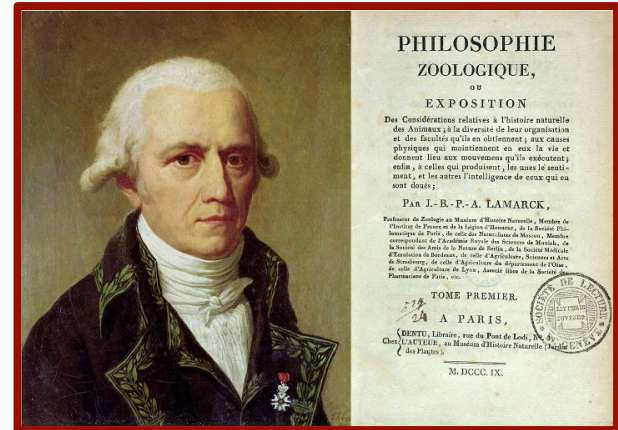 PHILOSOPHIE
ZOOLOGIQUE,
OU
EXPOSITION
Des Considérations relatives à l'histoire naturelle
des Animaux ; à la diversité de leur organisation
et des facultés qu'ils en obtiennent ; aux causes
physiques qui maintiennent en eux la vie et
donnent lieu aux mouvemens qu'ils exécutent ;
enfin , à celles qui produisent , les unes le senti-
ment , et les autres l'intelligence de ceux qui en
sont doués ;
PAR J.-B.-P.-A. LAMARCK ,
Professeur de Zoologie au Muséum d'Histoire Naturelle , Membre de
l'Institut de France et de la Légion d'Honneur , de la Société Phi-
lomatique de Paris , de celle des Naturalistes de Moscou , Membre
correspondant de l'Académie Royale des Sciences de Munich , de
la Société des Amis de la Nature de Berlin , de la Société Médicale
d'Émulation de Bordeaux , de celle d'Agriculture , Sciences et Arts
de Strasbourg , de celle d'Agriculture du département de l'Oise ,
de celle d'Agriculture de Lyon , Associé libre de la Société des
Pharmaciens de Paris , etc.
TOME PREMIER.
A PARIS ,
DENTU , Libraire , rue du Pont de Lodi , N°. 3
Chez L'AUTEUR , au Muséum d'Histoire Naturelle ( Jardin
des Plantes ).
M. DCCC. IX.
SOCIÉTÉ DE LECTURE
GENÈVE